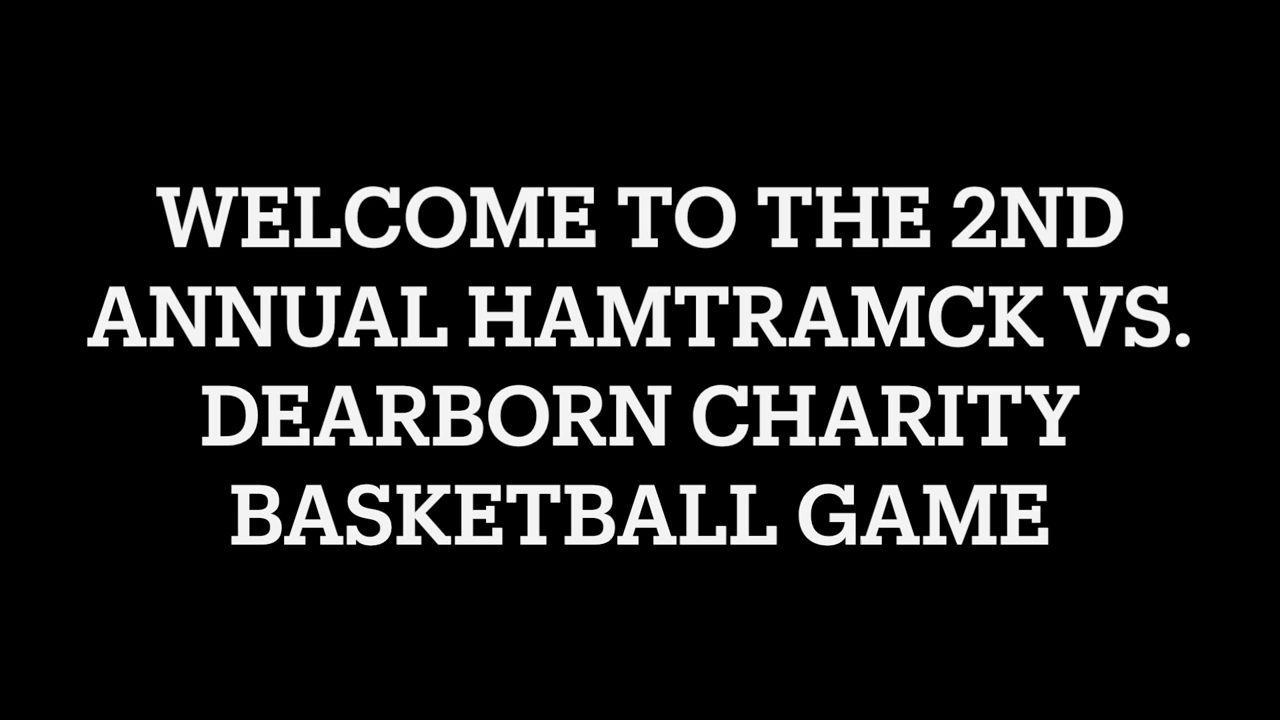 WELCOME TO THE 2ND
ANNUAL HAMTRAMCK VS.
DEARBORN CHARITY
BASKETBALL GAME